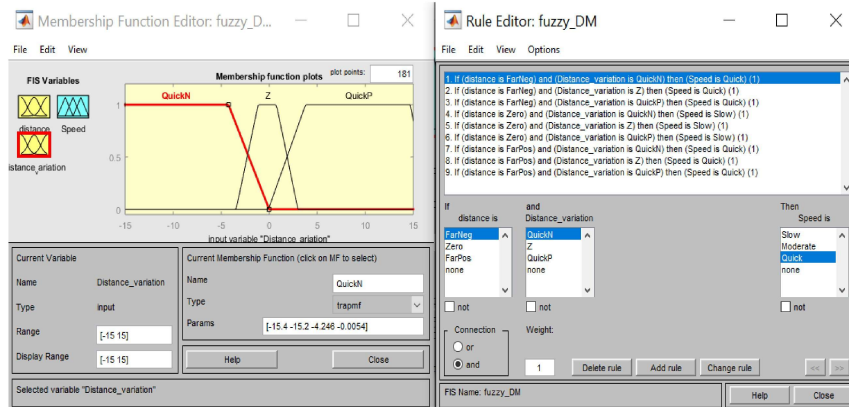 Membership Function Editor: fuzzy_D...
File Edit View
FIS Variables
distance Speed
istance_ariation
Membership function plots
plot points: 181
QuickN Z QuickP
1
0.5
0
-15 -10 -5 0 5 10 15
input variable "Distance_ariation"
Current Variable
Name Distance_variation
Type input
Range [-15 15]
Display Range [-15 15]
Current Membership Function (click on MF to select)
Name QuickN
Type trapmf
Params [-15.4 -15.2 -4.246 -0.0054]
Help Close
Selected variable "Distance_variation"
Rule Editor: fuzzy_DM
File Edit View Options
1. If (distance is FarNeg) and (Distance_variation is QuickN) then (Speed is Quick) (1)
2. If (distance is FarNeg) and (Distance_variation is Z) then (Speed is Quick) (1)
3. If (distance is FarNeg) and (Distance_variation is QuickP) then (Speed is Quick) (1)
4. If (distance is Zero) and (Distance_variation is QuickN) then (Speed is Slow) (1)
5. If (distance is Zero) and (Distance_variation is Z) then (Speed is Slow) (1)
6. If (distance is Zero) and (Distance_variation is QuickP) then (Speed is Slow) (1)
7. If (distance is FarPos) and (Distance_variation is QuickN) then (Speed is Quick) (1)
8. If (distance is FarPos) and (Distance_variation is Z) then (Speed is Quick) (1)
9. If (distance is FarPos) and (Distance_variation is QuickP) then (Speed is Quick) (1)
If and Then
distance is Distance_variation Speed is
FarNeg QuickN Slow
Zero Z Moderate
FarPos QuickP Quick
none none none
not not not
Connection Weight:
or
and 1 Delete rule Add rule Change rule << >>
FIS Name: fuzzy_DM Help Close